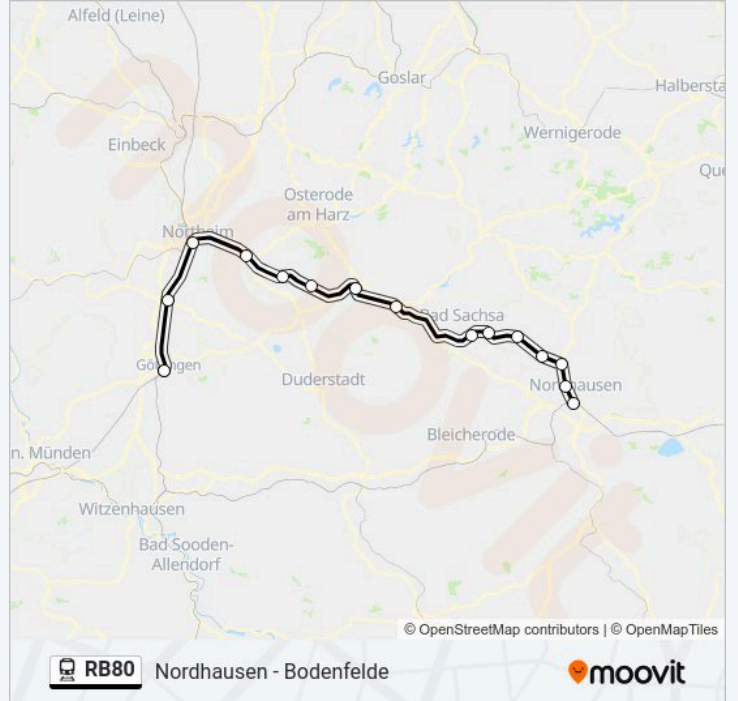 Alfeld (Leine)
Goslar
Halbersta
Wernigerode
Einbeck
Que
Osterode
am Harz
Northeim
Bad Sachsa
Göttingen
Duderstadt
Nordhausen
Bleicherode
n. Münden
Witzenhausen
Bad Sooden-
Allendorf
© OpenStreetMap contributors | © OpenMapTiles
RB80 Nordhausen - Bodenfelde
moovit